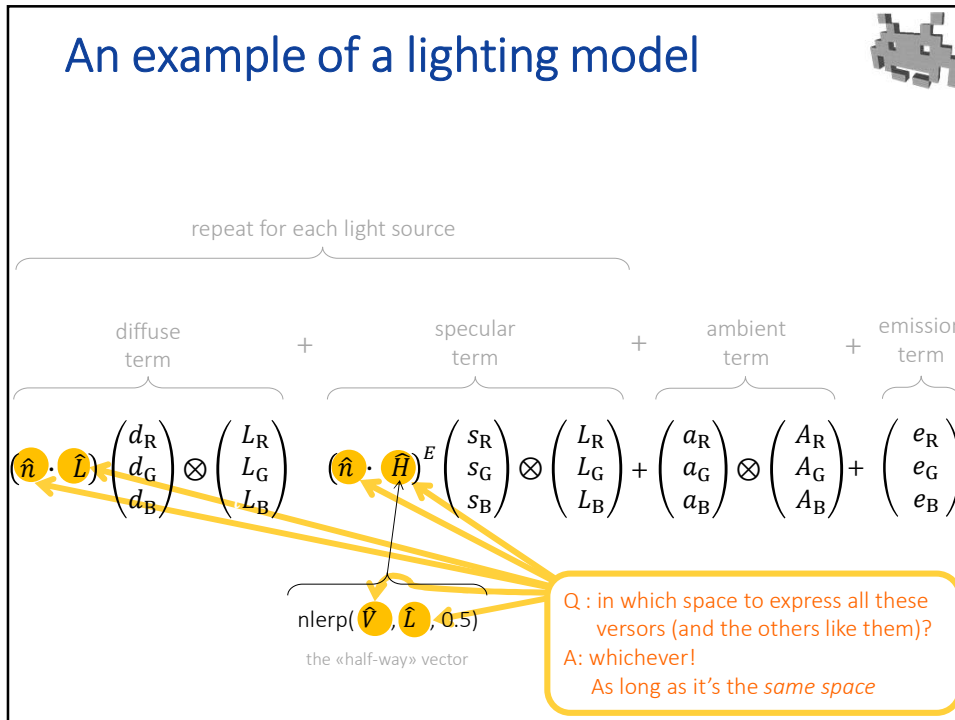 An example of a lighting model
repeat for each light source
diffuse term + specular term + ambient term + emission term
(n̂ · L̂) (d_R d_G d_B) ⊗ (L_R L_G L_B) (n̂ · Ĥ)^E (s_R s_G s_B) ⊗ (L_R L_G L_B) + (a_R a_G a_B) ⊗ (A_R A_G A_B) + (e_R e_G e_B)
nlerp( V̂ , L̂ , 0.5)
the «half-way» vector
Q : in which space to express all these
versors (and the others like them)?
A: whichever!
As long as it’s the same space